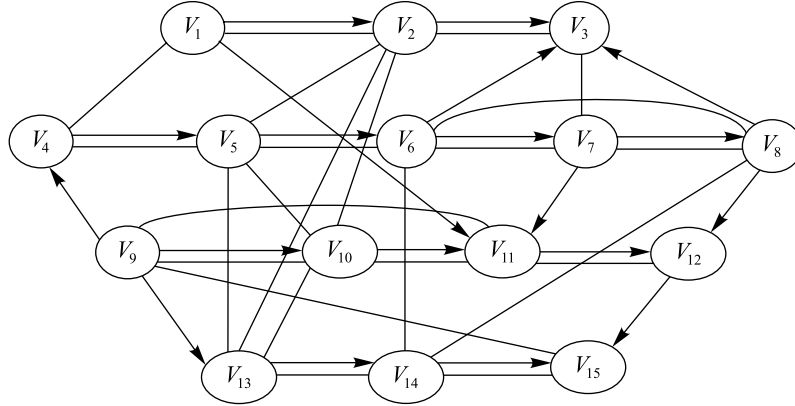 V₁ V₂ V₃
V₄ V₅ V₆ V₇ V₈
V₉ V₁₀ V₁₁ V₁₂
V₁₃ V₁₄ V₁₅